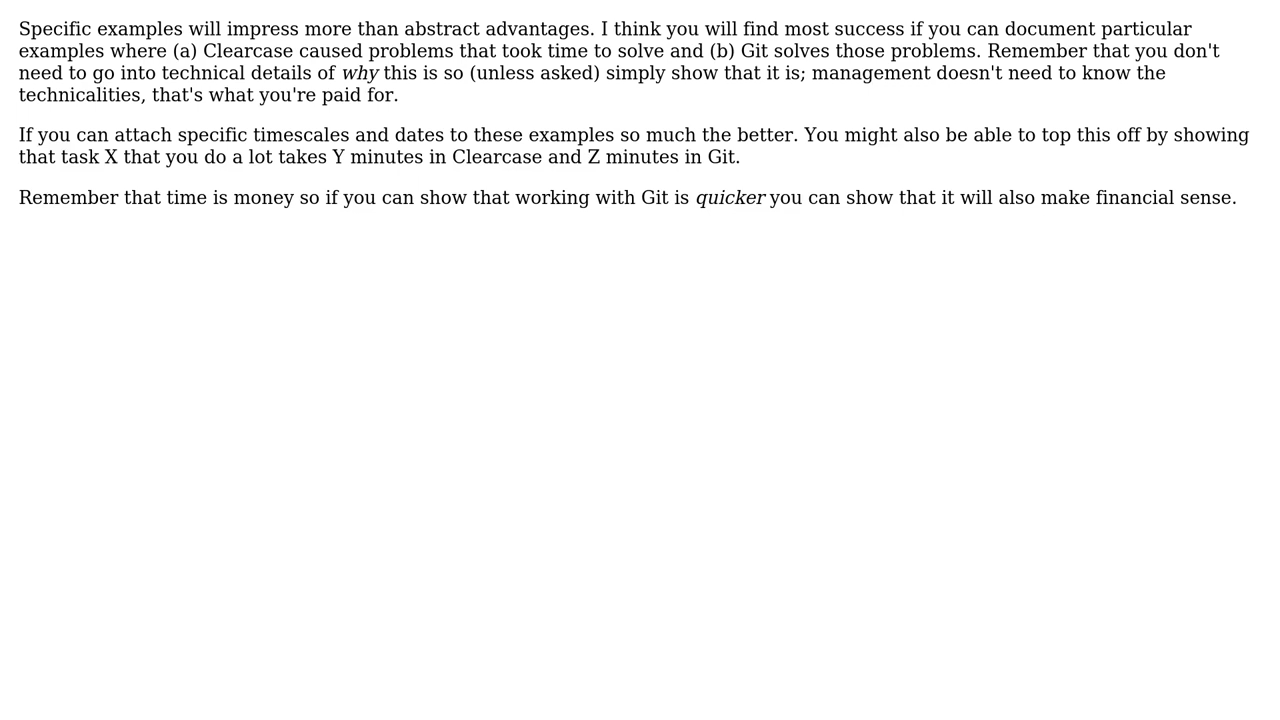 Specific examples will impress more than abstract advantages. I think you will find most success if you can document particular
examples where (a) Clearcase caused problems that took time to solve and (b) Git solves those problems. Remember that you don't
need to go into technical details of why this is so (unless asked) simply show that it is; management doesn't need to know the
technicalities, that's what you're paid for.
If you can attach specific timescales and dates to these examples so much the better. You might also be able to top this off by showing
that task X that you do a lot takes Y minutes in Clearcase and Z minutes in Git.
Remember that time is money so if you can show that working with Git is quicker you can show that it will also make financial sense.